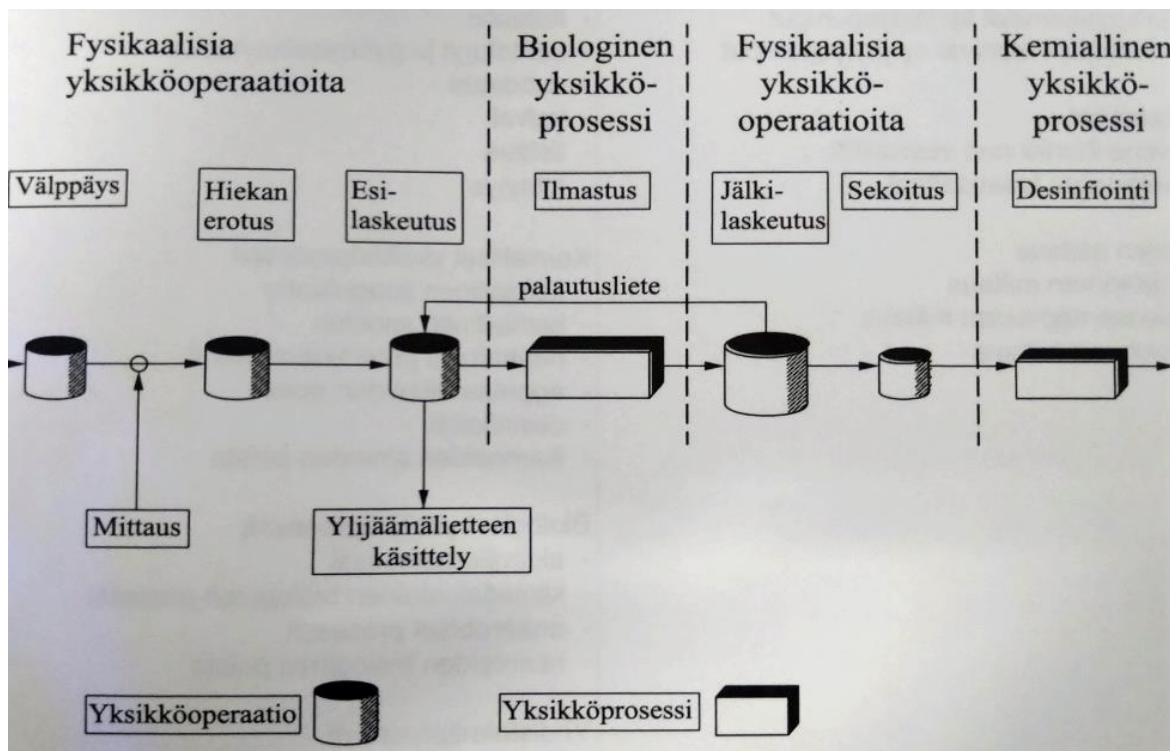 Fysikaalisia
yksikköoperaatioita
Biologinen
yksikkö-
prosessi
Fysikaalisia
yksikkö-
operaatioita
Kemiallinen
yksikkö-
prosessi
Välppäys
Hiekan
erotus
Esi-
laskeutus
Ilmastus
Jälki-
laskeutus
Sekoitus
Desinfiointi
palautusliete
Mittaus
Ylijäämälietteen
käsittely
Yksikköoperaatio
Yksikköprosessi